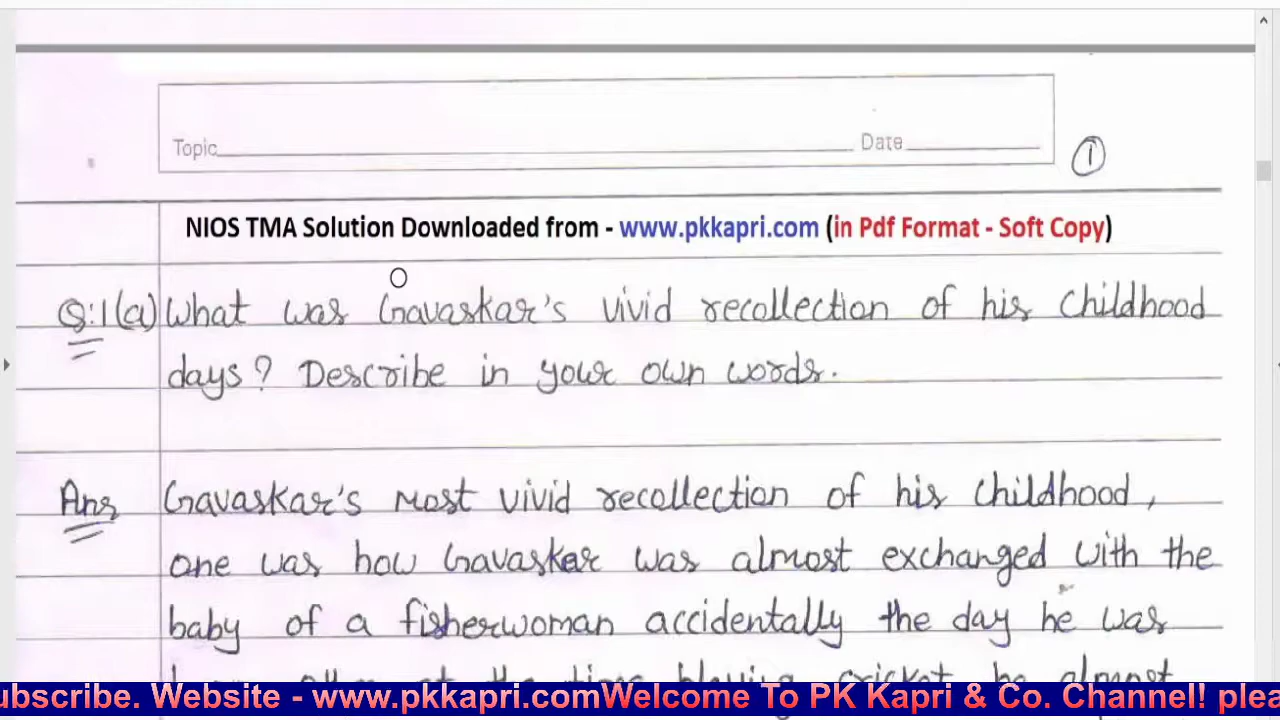 Topic Date
1
NIOS TMA Solution Downloaded from - www.pkkapri.com (in Pdf Format - Soft Copy)
Q:1(a) What was Gavaskar's vivid recollection of his Childhood
days? Describe in your own words.
Ans Gavaskar's most vivid recollection of his childhood,
one was how Gavaskar was almost exchanged with the
baby of a fisherwoman accidentally the day he was
cricket he almost
ubscribe. Website - www.pkkapri.comWelcome To PK Kapri & Co. Channel! plea